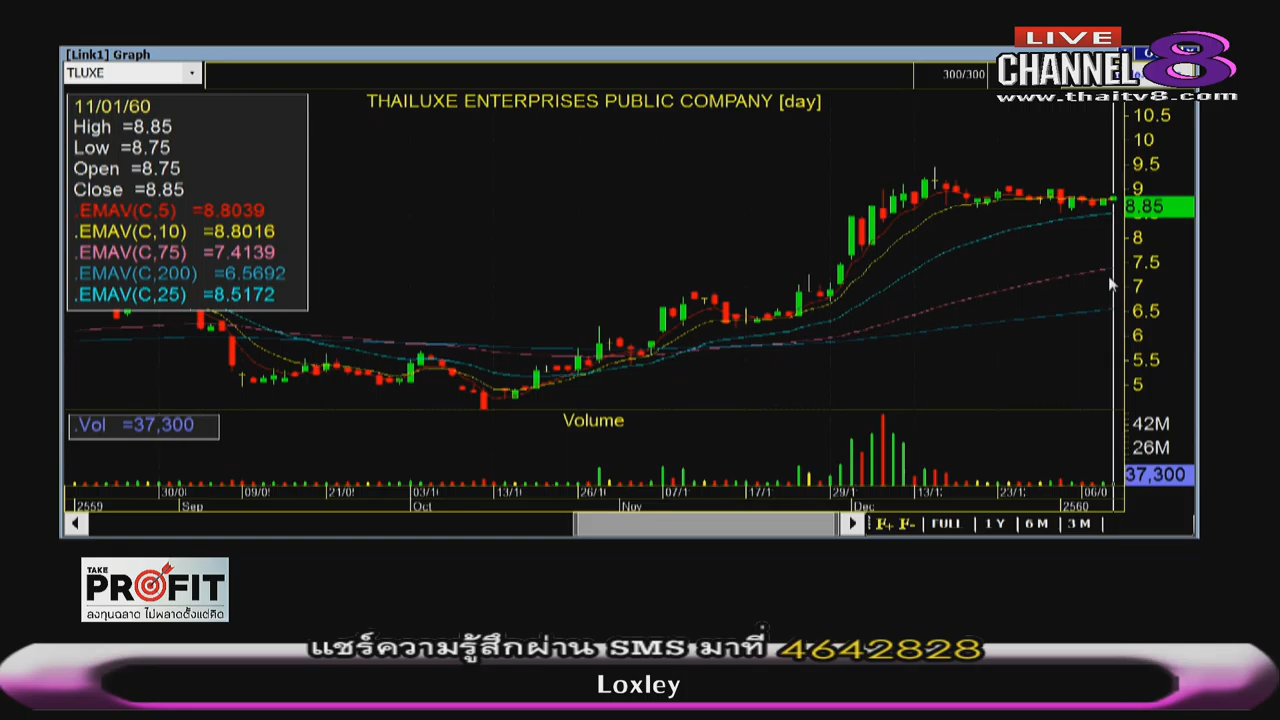 [Link1] Graph
TLUXE
300/300
LIVE
CHANNEL 8
www.thaitv8.com
THAILUXE ENTERPRISES PUBLIC COMPANY [day]
11/01/60
High =8.85
Low =8.75
Open =8.75
Close =8.85
.EMAV(C,5) =8.8039
.EMAV(C,10) =8.8016
.EMAV(C,75) =7.4139
.EMAV(C,200) =6.5692
.EMAV(C,25) =8.5172
10.5
10
9.5
9
8.85
8
7.5
7
6.5
6
5.5
5
.Vol =37,300
Volume
42M
26M
37,300
30/0 09/0 21/0 03/1 13/1 26/1 07/1 17/1 29/1 13/1 23/1 06/0
2559 Sep Oct Nov Dec 2560
F+ F- FULL 1 Y 6 M 3 M
TAKE
PROFIT
ลงทุนฉลาด ไม่พลาดตั้งแต่คิด
แชร์ความรู้สึกผ่าน SMS มาที่ 4642828
Loxley